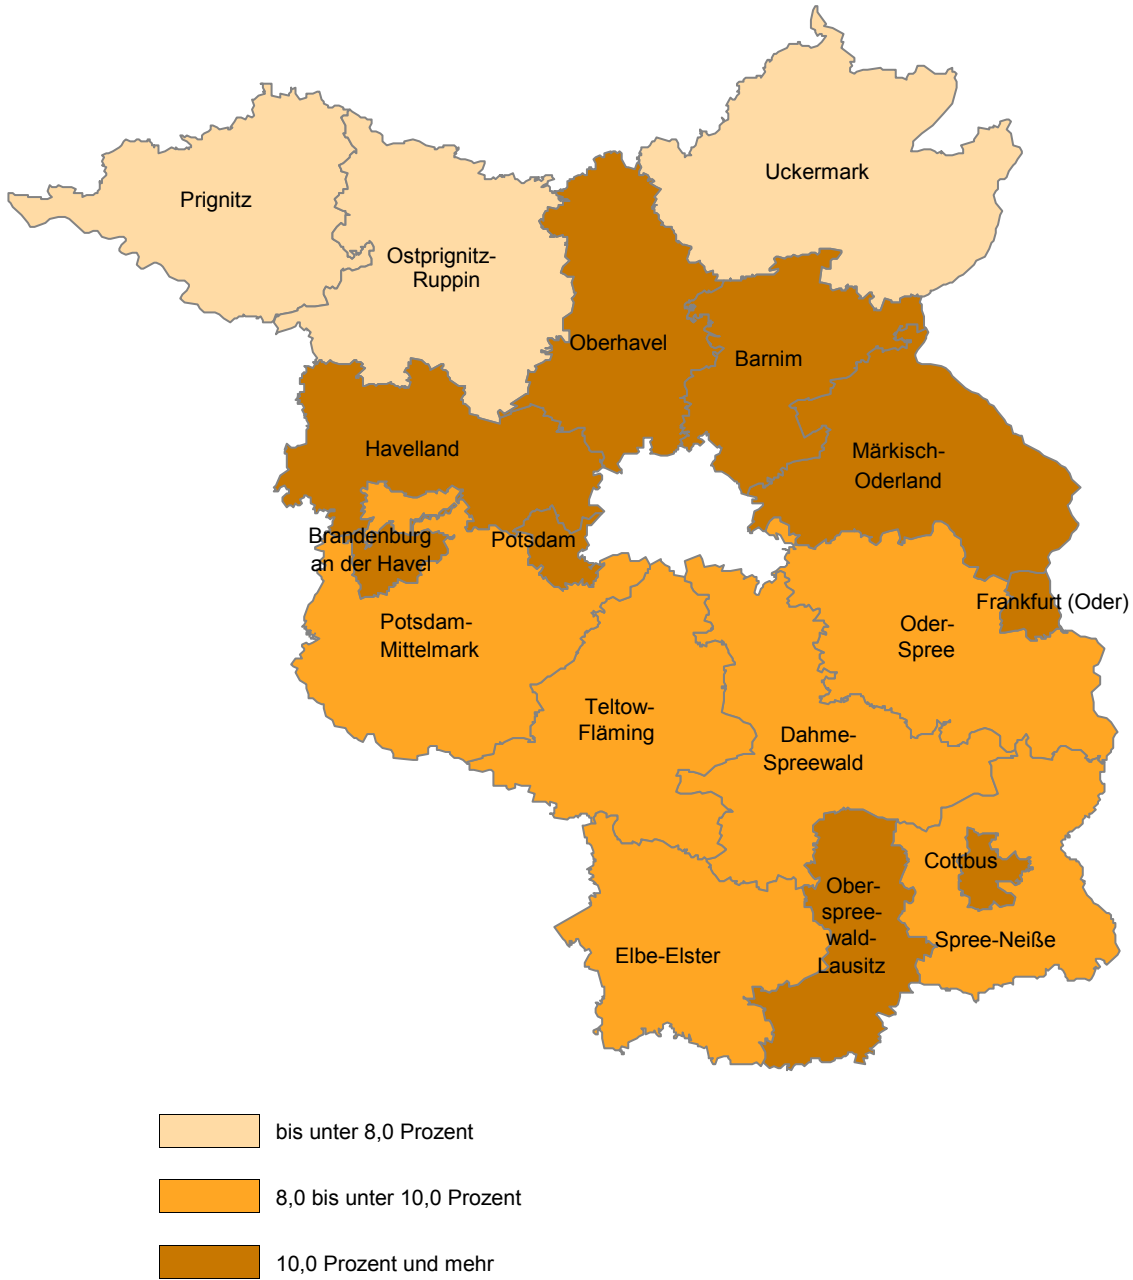 Uckermark
Prignitz
Ostprignitz-
Ruppin
Oberhavel
Barnim
Havelland
Märkisch-
Oderland
Brandenburg
an der Havel
Potsdam
Frankfurt (Oder)
Potsdam-
Mittelmark
Oder-
Spree
Teltow-
Fläming
Dahme-
Spreewald
Cottbus
Ober-
spree-
wald-
Lausitz
Spree-Neiße
Elbe-Elster
bis unter 8,0 Prozent
8,0 bis unter 10,0 Prozent
10,0 Prozent und mehr